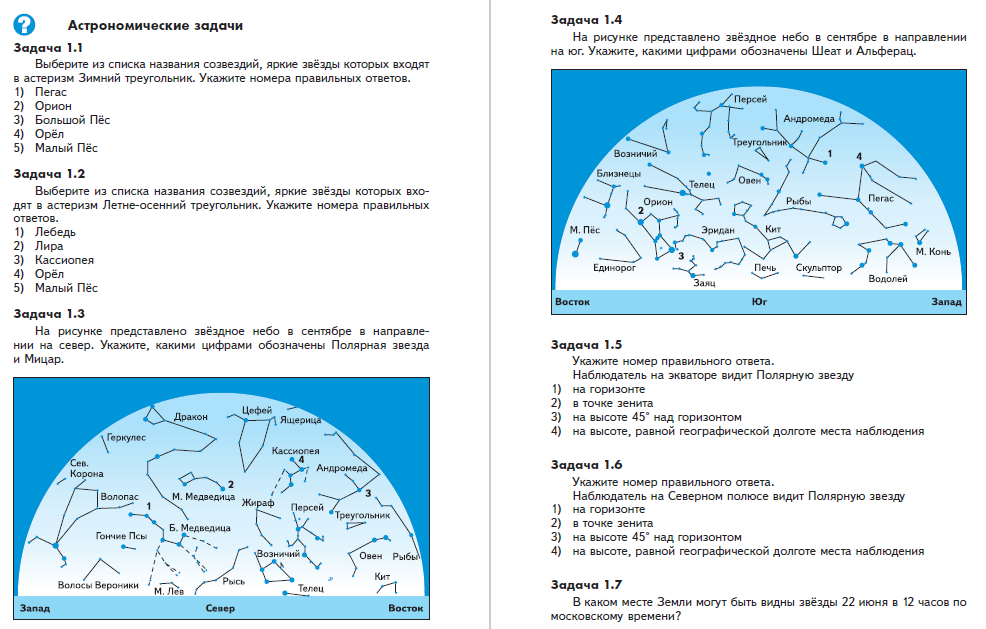 Астрономические задачи
Задача 1.1
Выберите из списка названия созвездий, яркие звёзды которых входят
в астеризм Зимний треугольник. Укажите номера правильных ответов.
1) Пегас
2) Орион
3) Большой Пёс
4) Орёл
5) Малый Пёс
Задача 1.2
Выберите из списка названия созвездий, яркие звёзды которых вхо-
дят в астеризм Летне-осенний треугольник. Укажите номера правильных
ответов.
1) Лебедь
2) Лира
3) Кассиопея
4) Орёл
5) Малый Пёс
Задача 1.3
На рисунке представлено звёздное небо в сентябре в направле-
нии на север. Укажите, какими цифрами обозначены Полярная звезда
и Мицар.
Дракон
Цефей
Ящерица
Геркулес
Кассиопея
4
Сев.
Корона
Андромеда
2
3
Волопас
М. Медведица
Жираф
1
Персей
Треугольник
Б. Медведица
Гончие Псы
Возничий
Овен
Рыбы
Волосы Вероники
М. Лев
Рысь
Телец
Кит
Запад
Север
Восток
Задача 1.4
На рисунке представлено звёздное небо в сентябре в направлении
на юг. Укажите, какими цифрами обозначены Шеат и Альферац.
Персей
Андромеда
Треугольник
Возничий
1
4
Близнецы
Телец
Овен
Орион
2
Рыбы
Пегас
М. Пёс
Эридан
Кит
3
М. Конь
Единорог
Печь
Скульптор
Заяц
Водолей
Восток
Юг
Запад
Задача 1.5
Укажите номер правильного ответа.
Наблюдатель на экваторе видит Полярную звезду
1) на горизонте
2) в точке зенита
3) на высоте 45° над горизонтом
4) на высоте, равной географической долготе места наблюдения
Задача 1.6
Укажите номер правильного ответа.
Наблюдатель на Северном полюсе видит Полярную звезду
1) на горизонте
2) в точке зенита
3) на высоте 45° над горизонтом
4) на высоте, равной географической долготе места наблюдения
Задача 1.7
В каком месте Земли могут быть видны звёзды 22 июня в 12 часов по
московскому времени?